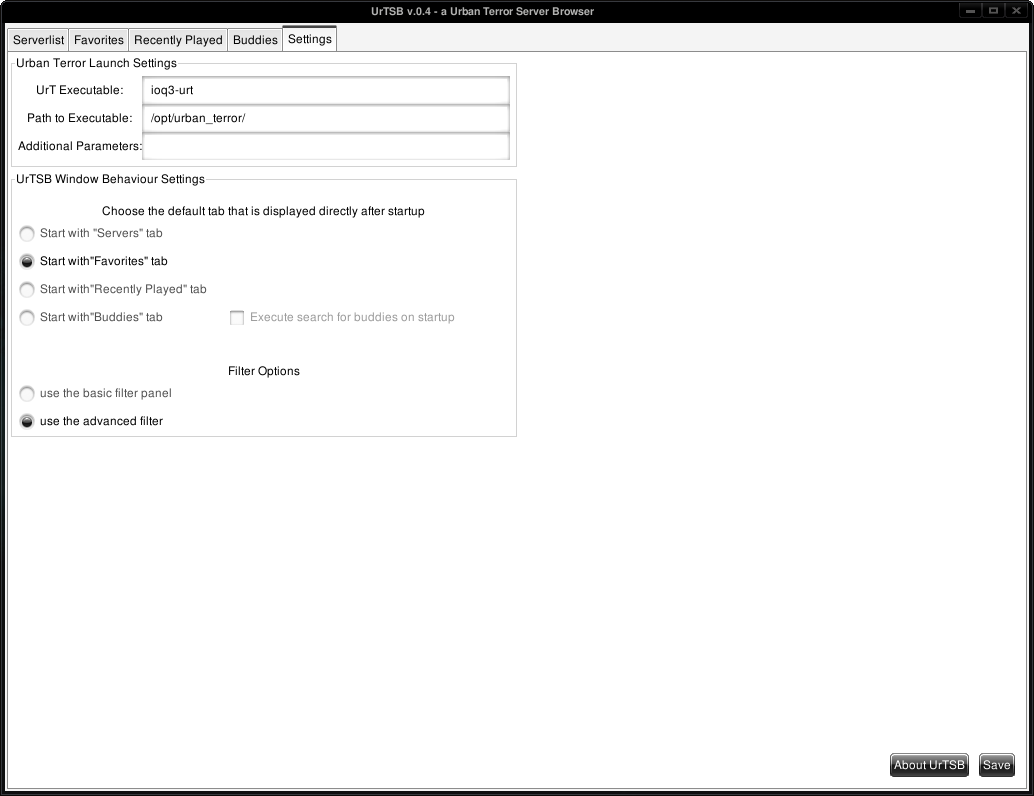 UrTSB v.0.4 - a Urban Terror Server Browser
Serverlist Favorites Recently Played Buddies Settings
Urban Terror Launch Settings
UrT Executable: ioq3-urt
Path to Executable: /opt/urban_terror/
Additional Parameters:
UrTSB Window Behaviour Settings
Choose the default tab that is displayed directly after startup
Start with "Servers" tab
Start with"Favorites" tab
Start with"Recently Played" tab
Start with"Buddies" tab Execute search for buddies on startup
Filter Options
use the basic filter panel
use the advanced filter
About UrTSB Save